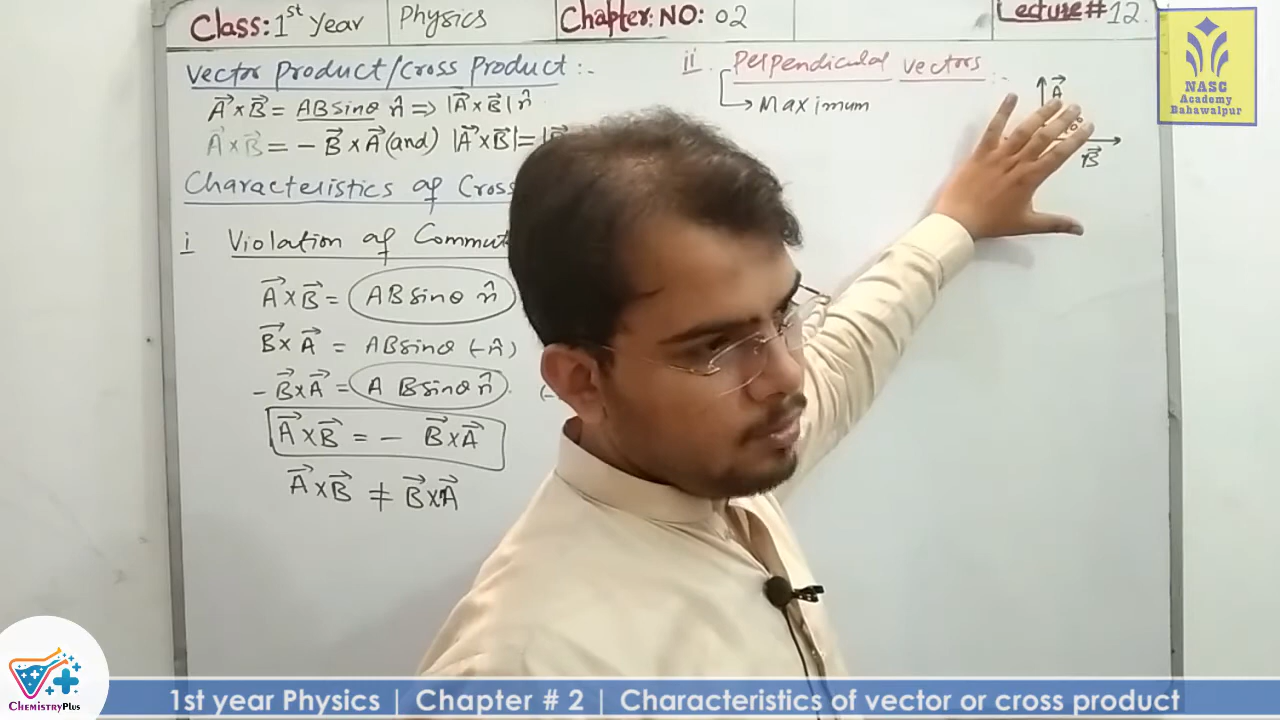 Class: 1st Year
Physics
Chapter: NO: 02
Lecture # 12.
Vector Product/Cross Product :-
A⃗ × B⃗ = ABsinθ n̂ => |A⃗ × B⃗| n̂
A⃗ × B⃗ = - B⃗ × A⃗ (and) |A⃗ × B⃗| =
Characteristics of Cross
i Violation of
A⃗ × B⃗ = ABsinθ n̂
B⃗ × A⃗ = ABsinθ (-n̂)
- B⃗ × A⃗ = A B sinθ n̂.
A⃗ × B⃗ = - B⃗ × A⃗
A⃗ × B⃗ ≠ B⃗ × A⃗
ii. Perpendicular vectors :-
Maximum
A⃗
B⃗
NASC
Academy
Bahawalpur
ChemistryPlus
1st year Physics | Chapter # 2 | Characteristics of vector or cross product